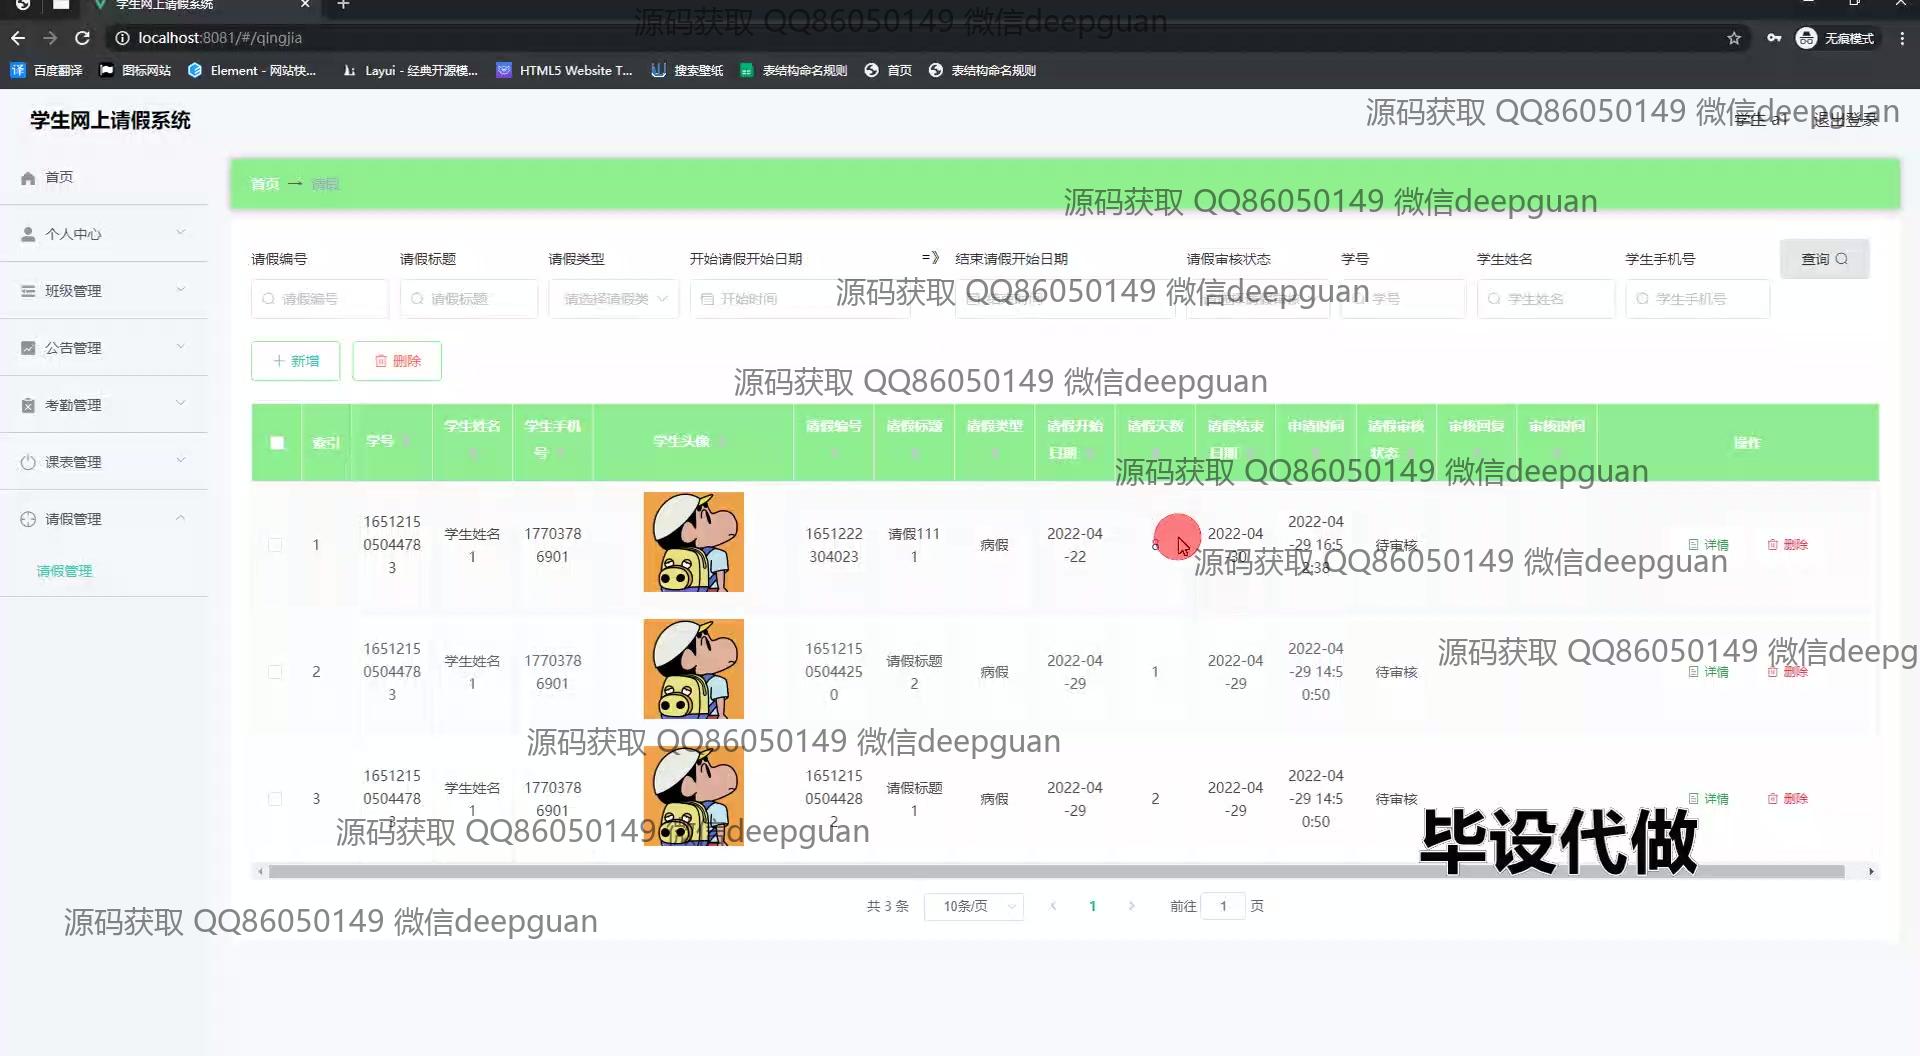 学生网上请假系统
源码获取 QQ86050149 微信deepguan
localhost:8081/#/qingjia
无痕模式
百度翻译
图标网站
Element - 网站快...
Layui - 经典开源模...
HTML5 Website T...
搜索壁纸
表结构命名规则
首页
表结构命名规则
学生网上请假系统
源码获取 QQ86050149 微信deepguan
退出登录
首页
个人中心
班级管理
公告管理
考勤管理
课表管理
请假管理
请假管理
首页 → 请假
源码获取 QQ86050149 微信deepguan
请假编号 请假标题 请假类型 开始请假开始日期 =》 结束请假开始日期 请假审核状态 学号 学生姓名 学生手机号 查询
请假编号 请假标题 请选择请假类 开始时间 学号 学生姓名 学生手机号
源码获取 QQ86050149 微信deepguan
新增 删除
源码获取 QQ86050149 微信deepguan
索引 学号 学生姓名 学生手机号 学生头像 请假编号 请假标题 请假类型 请假开始日期 请假天数 请假结束日期 申请时间 请假审核状态 审核回复 审核时间 操作
源码获取 QQ86050149 微信deepguan
1 165121505044783 学生姓名1 17703786901 1651222304023 请假1111 病假 2022-04-22 8 2022-04-30 2022-04-29 16:52:38 待审核 详情 删除
源码获取 QQ86050149 微信deepguan
2 165121505044783 学生姓名1 17703786901 165121505044250 请假标题2 病假 2022-04-29 1 2022-04-29 2022-04-29 14:50:50 待审核 详情 删除
源码获取 QQ86050149 微信deepg
源码获取 QQ86050149 微信deepguan
3 165121505044783 学生姓名1 17703786901 165121505044282 请假标题1 病假 2022-04-29 2 2022-04-29 2022-04-29 14:50:50 待审核 详情 删除
源码获取 QQ86050149 微信deepguan
毕设代做
共 3 条 10条/页 1 前往 1 页
源码获取 QQ86050149 微信deepguan